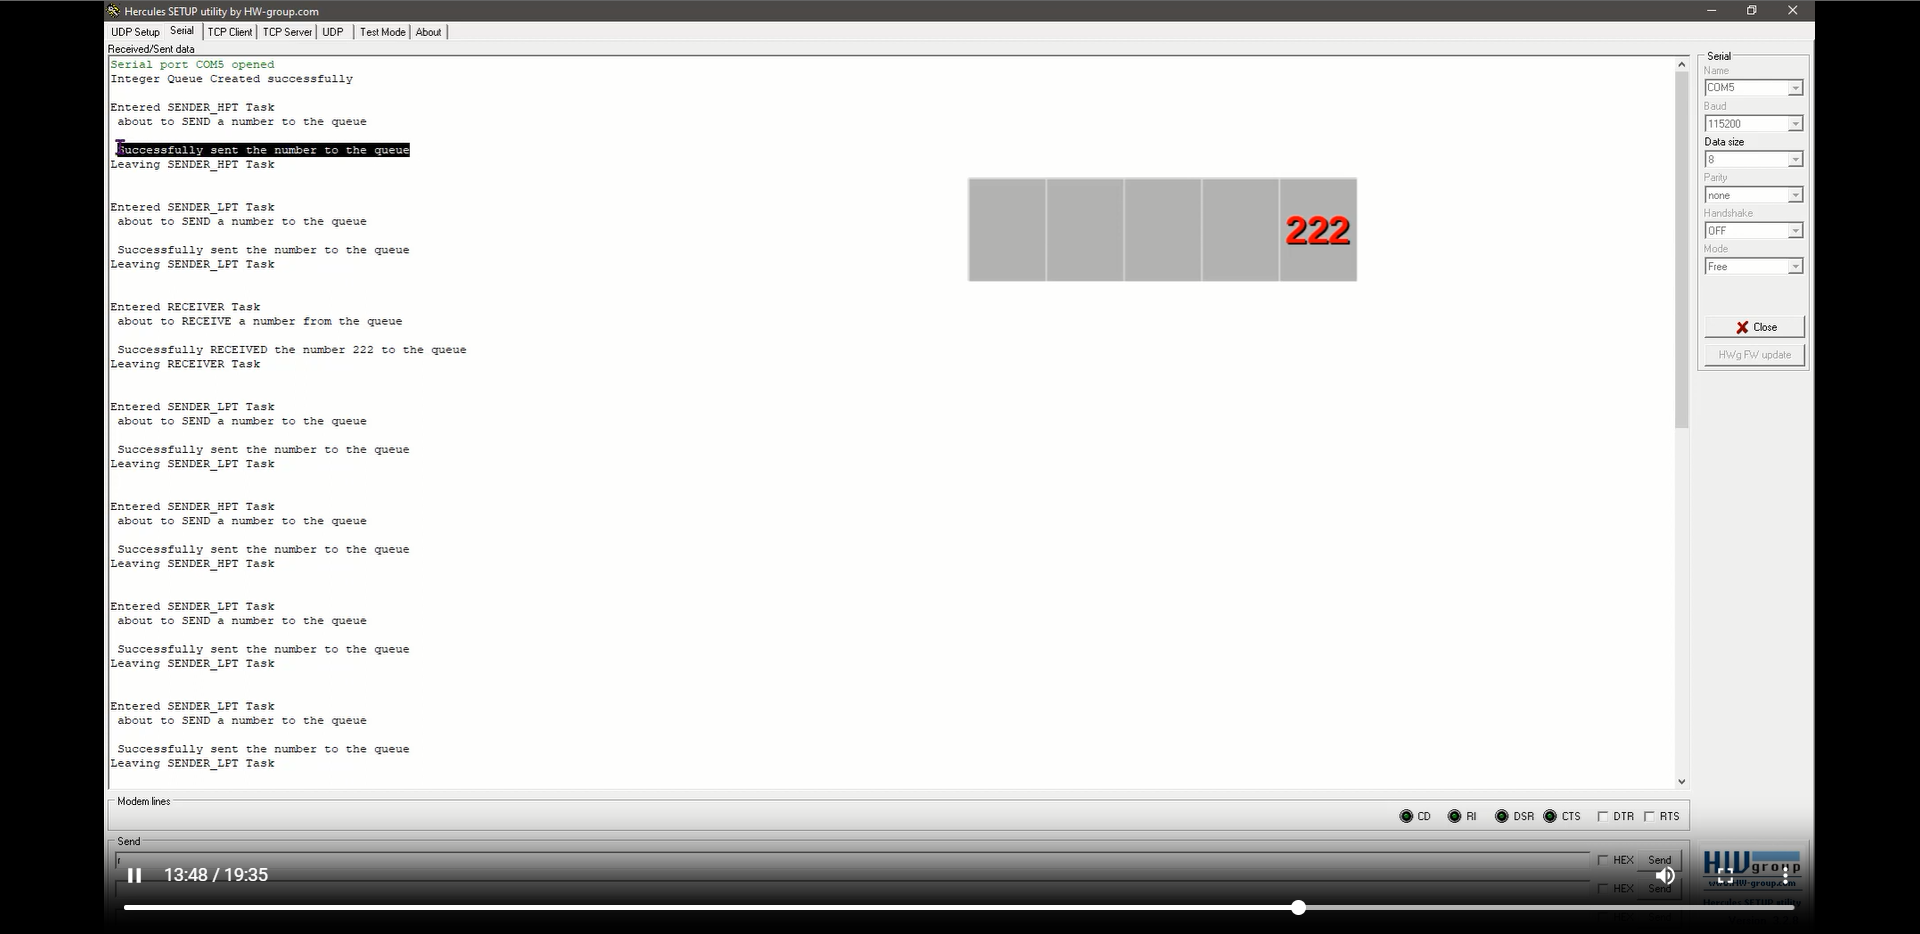 Hercules SETUP utility by HW-group.com
UDP Setup Serial TCP Client TCP Server UDP Test Mode About
Received/Sent data
Serial port COM5 opened
Integer Queue Created successfully
Entered SENDER_HPT Task
about to SEND a number to the queue
Successfully sent the number to the queue
Leaving SENDER_HPT Task
Entered SENDER_LPT Task
about to SEND a number to the queue
Successfully sent the number to the queue
Leaving SENDER_LPT Task
Entered RECEIVER Task
about to RECEIVE a number from the queue
Successfully RECEIVED the number 222 to the queue
Leaving RECEIVER Task
Entered SENDER_LPT Task
about to SEND a number to the queue
Successfully sent the number to the queue
Leaving SENDER_LPT Task
Entered SENDER_HPT Task
about to SEND a number to the queue
Successfully sent the number to the queue
Leaving SENDER_HPT Task
Entered SENDER_LPT Task
about to SEND a number to the queue
Successfully sent the number to the queue
Leaving SENDER_LPT Task
Entered SENDER_LPT Task
about to SEND a number to the queue
Successfully sent the number to the queue
Leaving SENDER_LPT Task
222
Serial
Name
COM5
Baud
115200
Data size
8
Parity
none
Handshake
OFF
Mode
Free
Close
HWg FW update
Modem lines
CD RI DSR CTS DTR RTS
Send
r
HEX Send
HEX Send
13:48 / 19:35
HW group
www.HW-group.com
Hercules SETUP utility